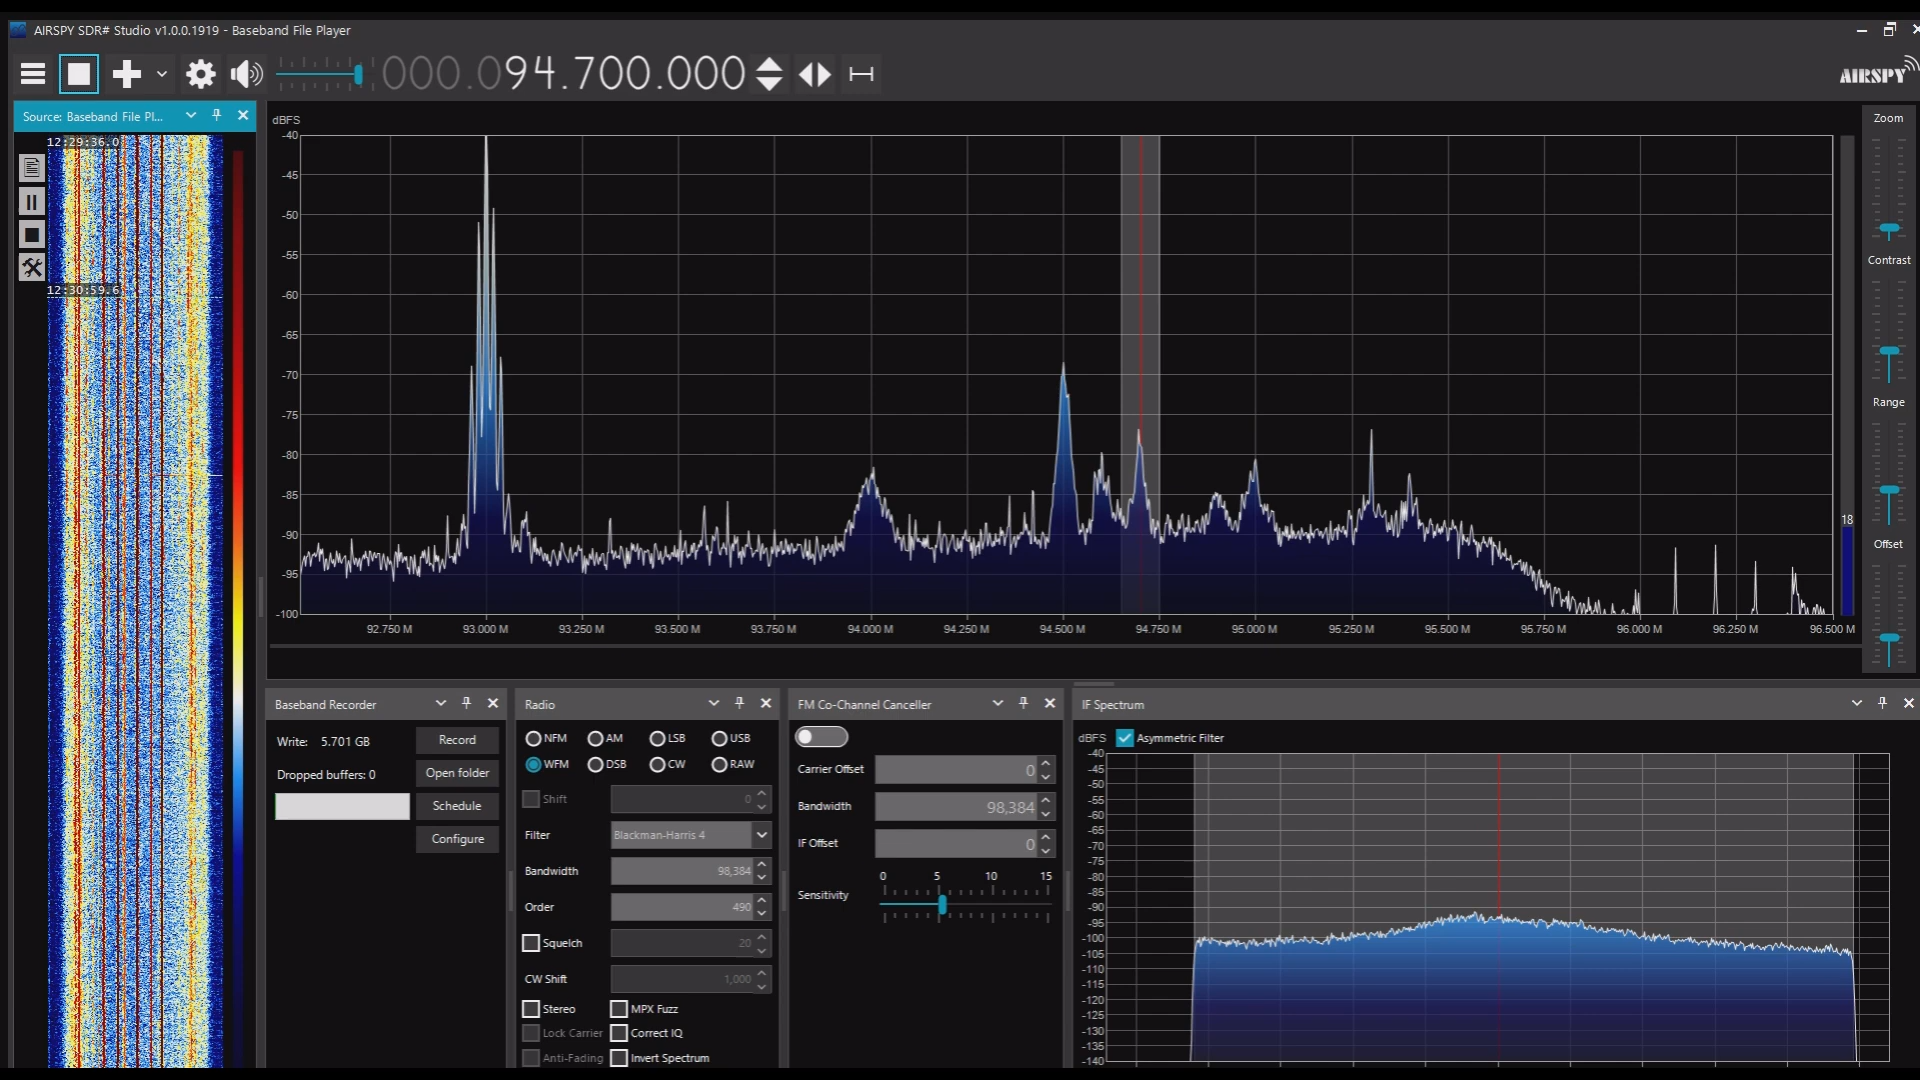 AIRSPY SDR# Studio v1.0.0.1919 - Baseband File Player
000.094.700.000
AIRSPY
Source: Baseband File Pl...
12:29:36.0
12:30:59.6
dBFS
-40
-45
-50
-55
-60
-65
-70
-75
-80
-85
-90
-95
-100
92.750 M 93.000 M 93.250 M 93.500 M 93.750 M 94.000 M 94.250 M 94.500 M 94.750 M 95.000 M 95.250 M 95.500 M 95.750 M 96.000 M 96.250 M 96.500 M
18
Zoom
Contrast
Range
Offset
Baseband Recorder
Write: 5.701 GB
Record
Dropped buffers: 0
Open folder
Schedule
Configure
Radio
NFM AM LSB USB
WFM DSB CW RAW
Shift 0
Filter Blackman-Harris 4
Bandwidth 98,384
Order 490
Squelch 20
CW Shift 1,000
Stereo MPX Fuzz
Lock Carrier Correct IQ
Anti-Fading Invert Spectrum
FM Co-Channel Canceller
Carrier Offset 0
Bandwidth 98,384
IF Offset 0
0 5 10 15
Sensitivity
IF Spectrum
dBFS Asymmetric Filter
-40
-45
-50
-55
-60
-65
-70
-75
-80
-85
-90
-95
-100
-105
-110
-115
-120
-125
-130
-135
-140